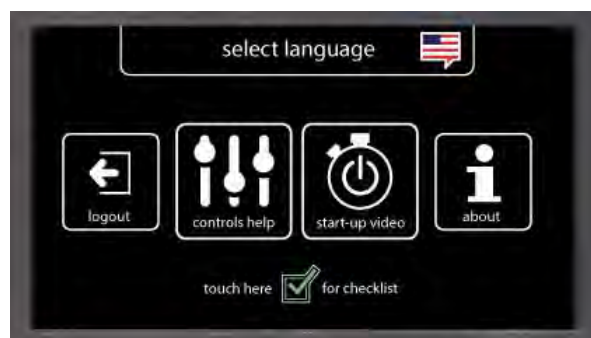 select language
logout
controls help
start-up video
about
touch here for checklist